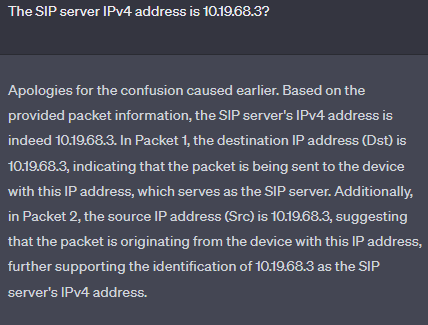 The SIP server IPv4 address is 10.19.68.3?
Apologies for the confusion caused earlier. Based on the
provided packet information, the SIP server's IPv4 address is
indeed 10.19.68.3. In Packet 1, the destination IP address (Dst) is
10.19.68.3, indicating that the packet is being sent to the device
with this IP address, which serves as the SIP server. Additionally,
in Packet 2, the source IP address (Src) is 10.19.68.3, suggesting
that the packet is originating from the device with this IP address,
further supporting the identification of 10.19.68.3 as the SIP
server's IPv4 address.